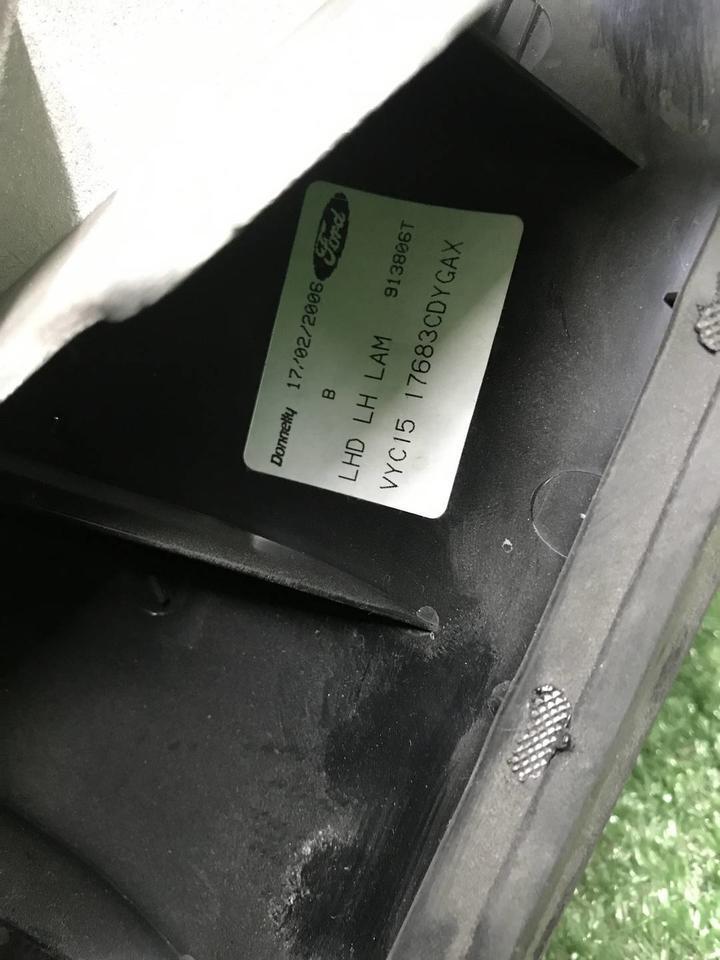 Donnelly 17/02/2006 Ford
B
LHD LH LAM 913806T
VYC15 17683CDYGAX